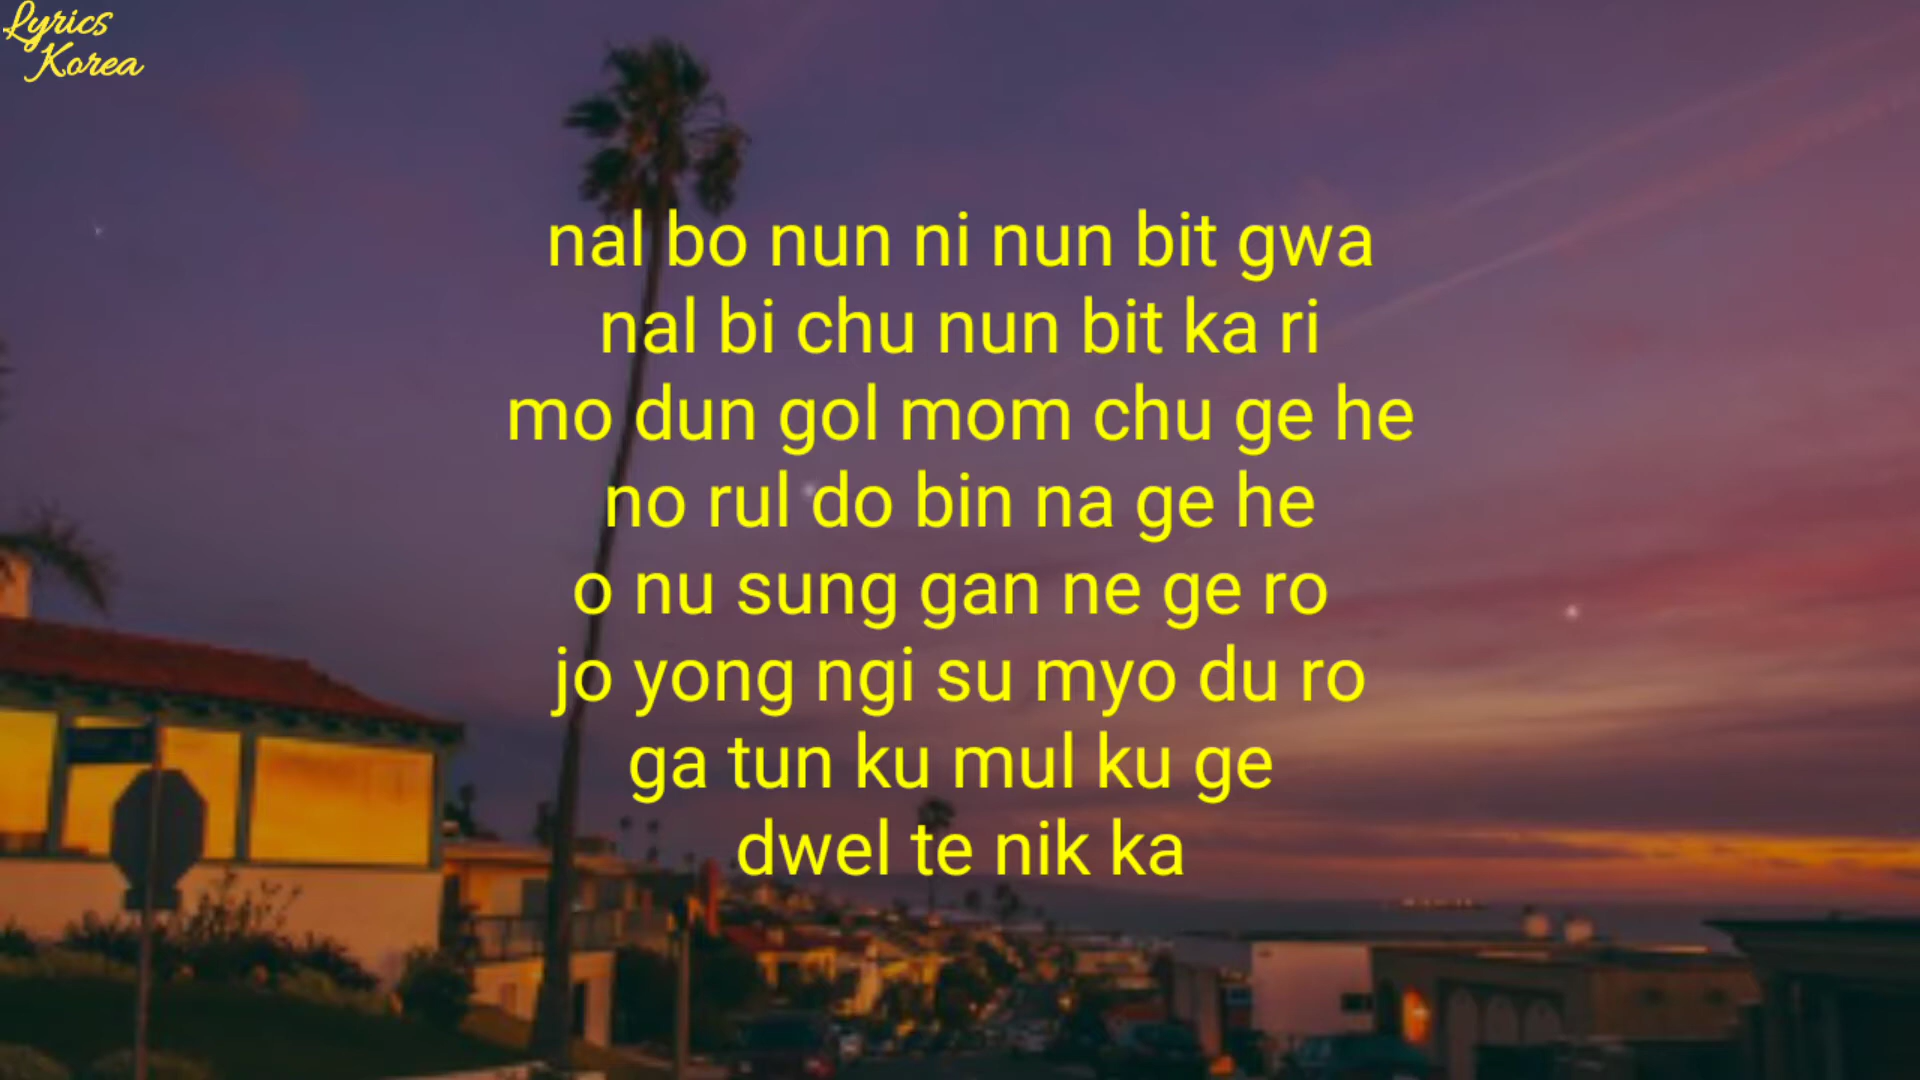 Lyrics
Korea
nal bo nun ni nun bit gwa
nal bi chu nun bit ka ri
mo dun gol mom chu ge he
no rul do bin na ge he
o nu sung gan ne ge ro
jo yong ngi su myo du ro
ga tun ku mul ku ge
dwel te nik ka